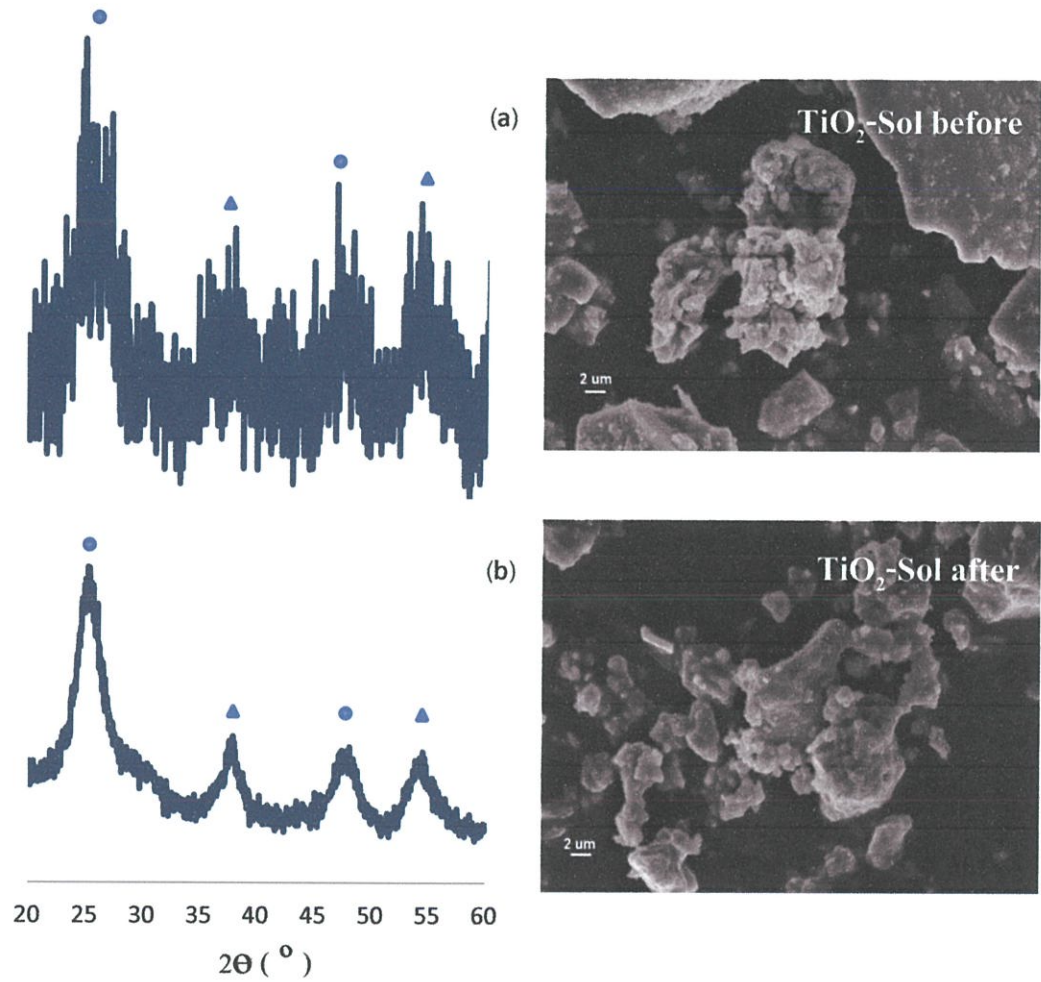 (a)
TiO₂-Sol before
2 um
(b)
TiO₂-Sol after
2 um
20 25 30 35 40 45 50 55 60
2Θ ( º )